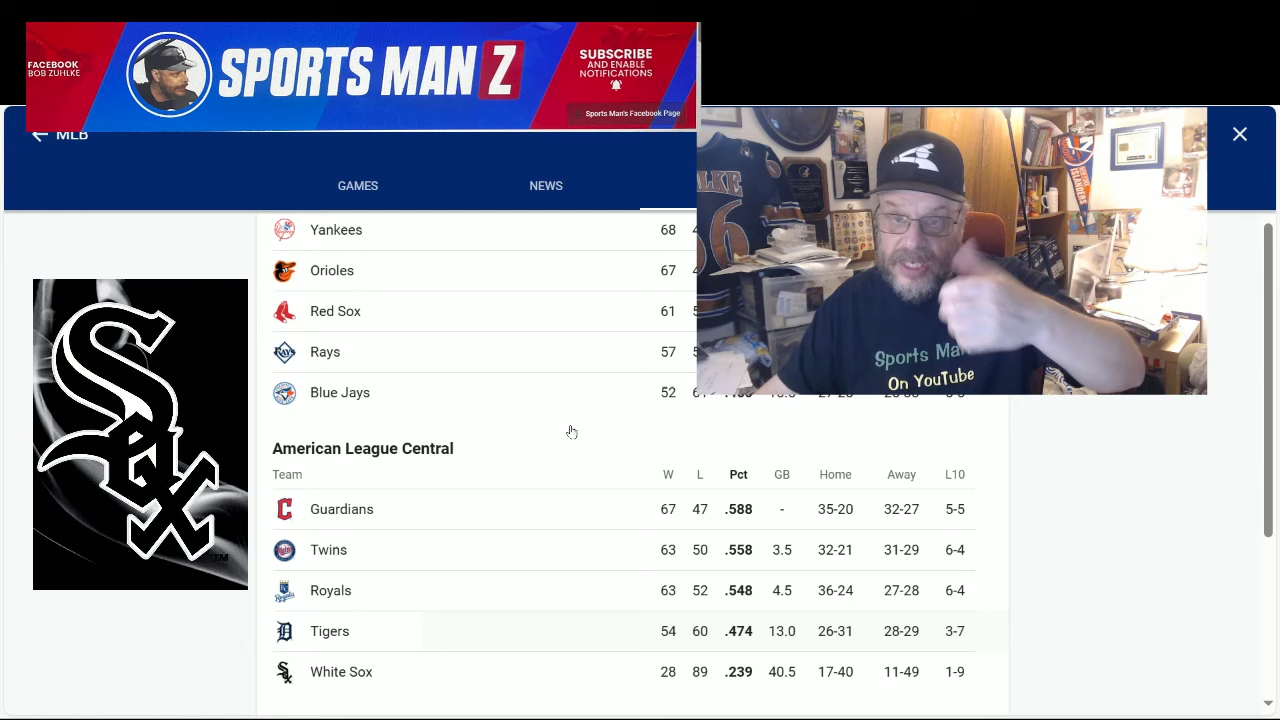 FACEBOOK
BOB ZUHLKE
SPORTS MAN Z
SUBSCRIBE
AND ENABLE
NOTIFICATIONS
Sports Man's Facebook Page
MLB
GAMES
NEWS
Yankees 68
Orioles 67
Red Sox 61
Rays 57
Blue Jays 52
American League Central
Team W L Pct GB Home Away L10
Guardians 67 47 .588 - 35-20 32-27 5-5
Twins 63 50 .558 3.5 32-21 31-29 6-4
Royals 63 52 .548 4.5 36-24 27-28 6-4
Tigers 54 60 .474 13.0 26-31 28-29 3-7
White Sox 28 89 .239 40.5 17-40 11-49 1-9
Sox
TM
Sports Man
On YouTube
ISLANDERS